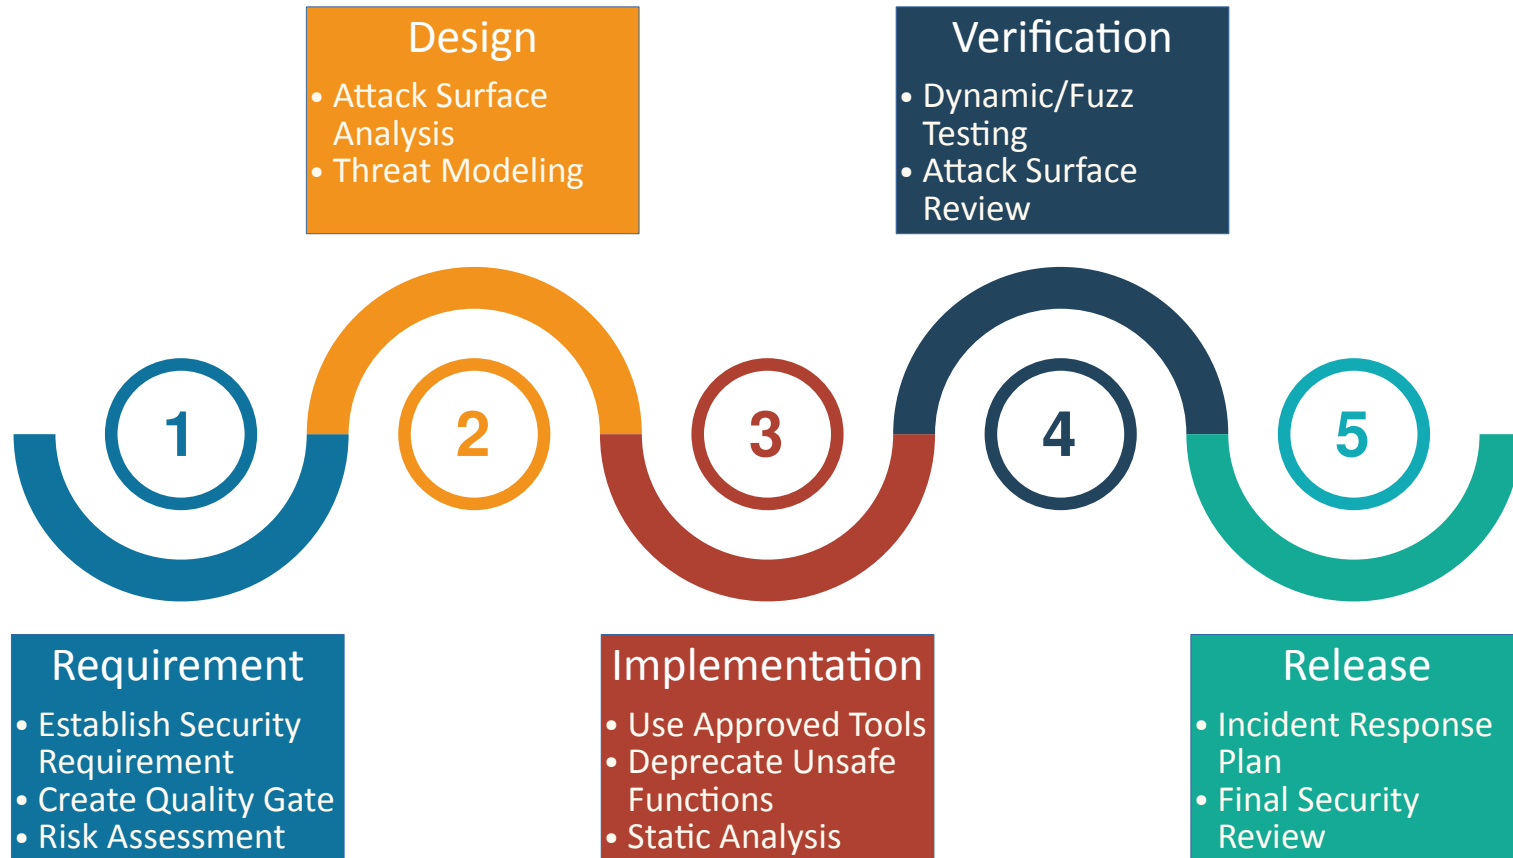 Design
• Attack Surface
Analysis
• Threat Modeling
Verification
• Dynamic/Fuzz
Testing
• Attack Surface
Review
1
2
3
4
5
Requirement
• Establish Security
Requirement
• Create Quality Gate
• Risk Assessment
Implementation
• Use Approved Tools
• Deprecate Unsafe
Functions
• Static Analysis
Release
• Incident Response
Plan
• Final Security
Review